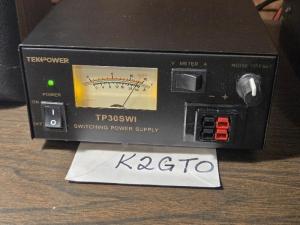 TEKPOWER
V METER A
NOISE OFFSET
POWER
ON
OFF
TP30SWI
SWITCHING POWER SUPPLY
K2GTO